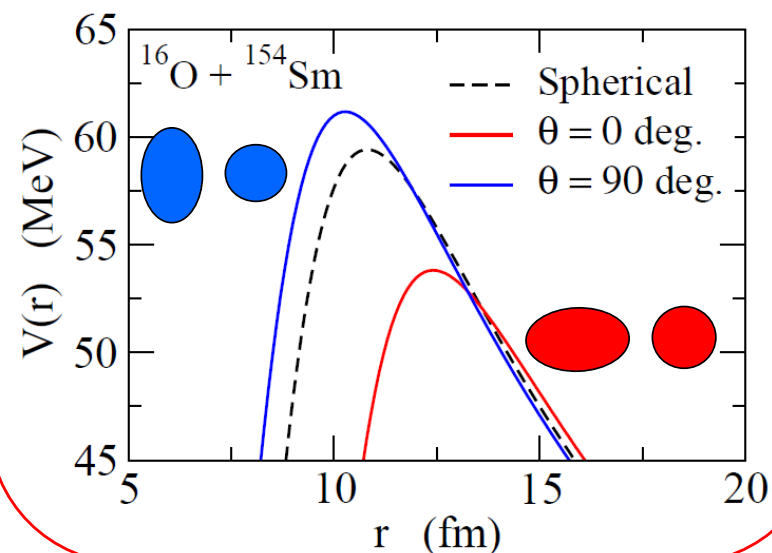 65
60
55
50
45
V(r) (MeV)
¹⁶O + ¹⁵⁴Sm
Spherical
θ = 0 deg.
θ = 90 deg.
5 10 15 20
r (fm)